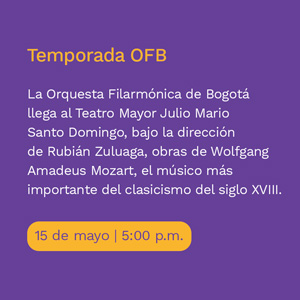 Temporada OFB
La Orquesta Filarmónica de Bogotá
llega al Teatro Mayor Julio Mario
Santo Domingo, bajo la dirección
de Rubián Zuluaga, obras de Wolfgang
Amadeus Mozart, el músico más
importante del clasicismo del siglo XVIII.
15 de mayo | 5:00 p.m.